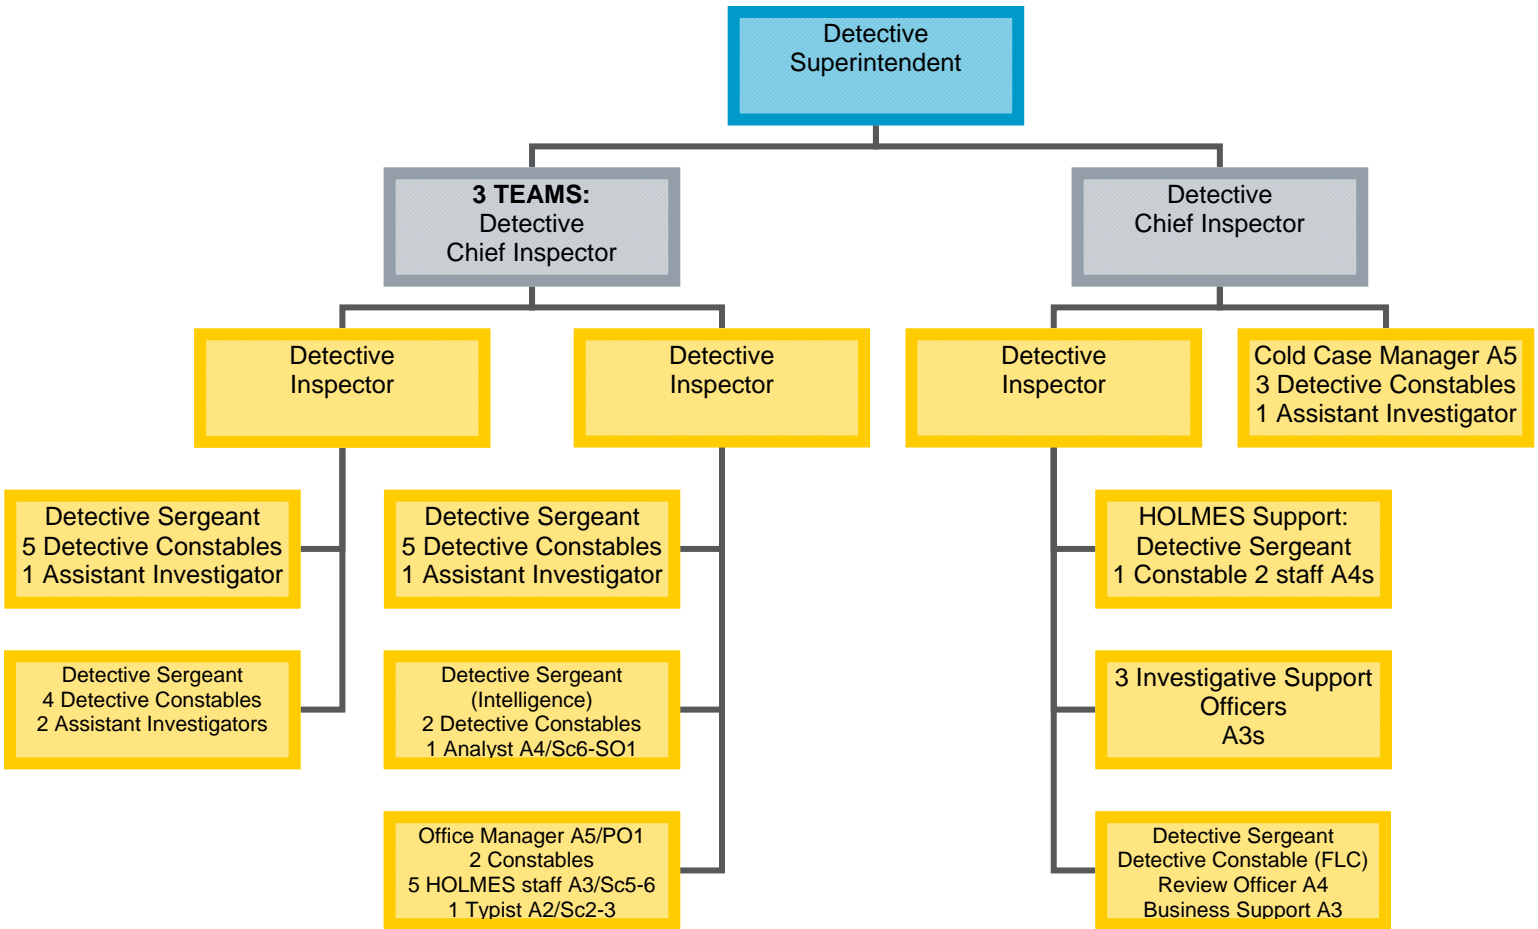 Detective
Superintendent
3 TEAMS:
Detective
Chief Inspector
Detective
Chief Inspector
Detective
Inspector
Detective
Inspector
Detective
Inspector
Cold Case Manager A5
3 Detective Constables
1 Assistant Investigator
Detective Sergeant
5 Detective Constables
1 Assistant Investigator
Detective Sergeant
5 Detective Constables
1 Assistant Investigator
HOLMES Support:
Detective Sergeant
1 Constable 2 staff A4s
Detective Sergeant
4 Detective Constables
2 Assistant Investigators
Detective Sergeant
(Intelligence)
2 Detective Constables
1 Analyst A4/Sc6-SO1
3 Investigative Support
Officers
A3s
Office Manager A5/PO1
2 Constables
5 HOLMES staff A3/Sc5-6
1 Typist A2/Sc2-3
Detective Sergeant
Detective Constable (FLC)
Review Officer A4
Business Support A3